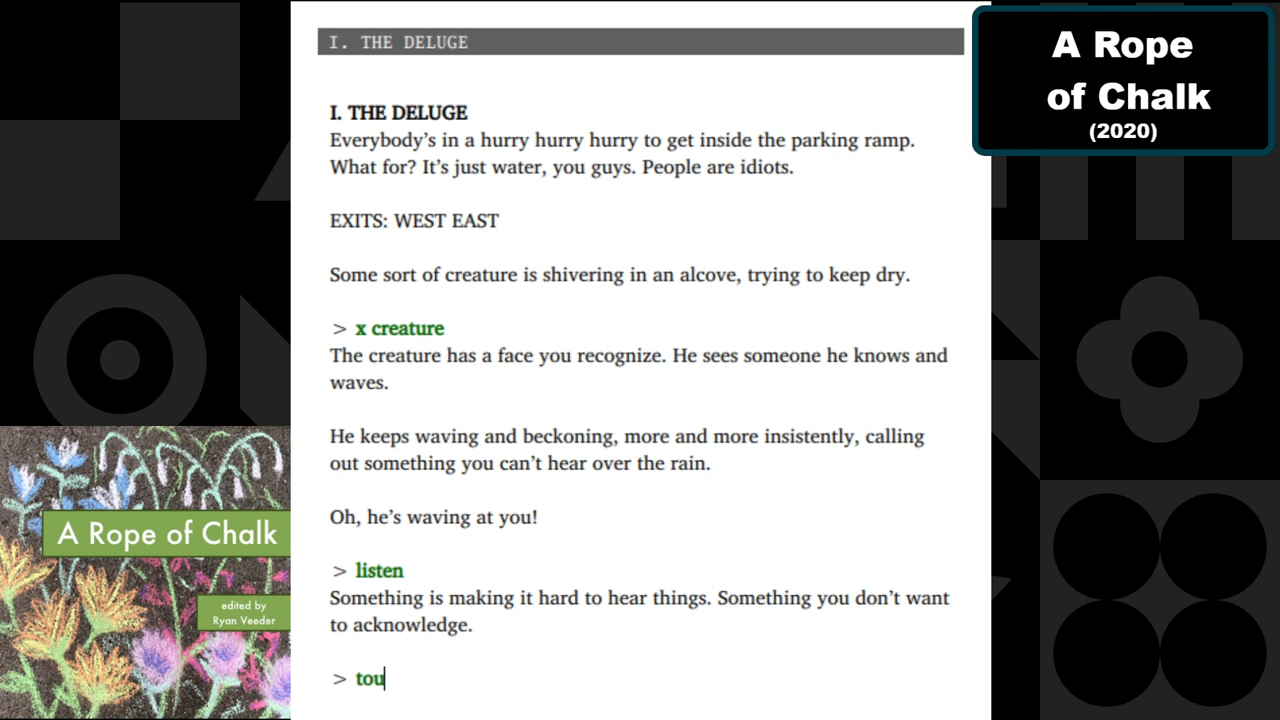 I. THE DELUGE
I. THE DELUGE
Everybody’s in a hurry hurry hurry to get inside the parking ramp.
What for? It’s just water, you guys. People are idiots.
EXITS: WEST EAST
Some sort of creature is shivering in an alcove, trying to keep dry.
> x creature
The creature has a face you recognize. He sees someone he knows and
waves.
He keeps waving and beckoning, more and more insistently, calling
out something you can’t hear over the rain.
Oh, he’s waving at you!
> listen
Something is making it hard to hear things. Something you don’t want
to acknowledge.
> tou
A Rope
of Chalk
(2020)
A Rope of Chalk
edited by
Ryan Veeder